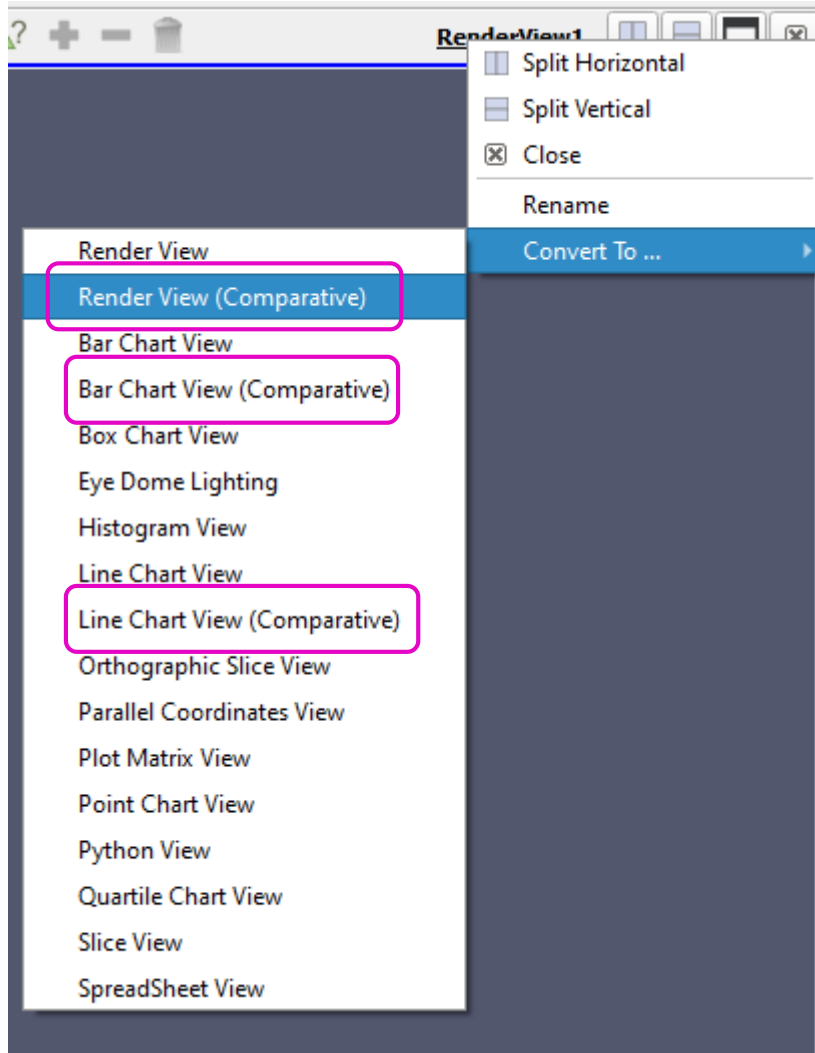 ?
RenderView1
Split Horizontal
Split Vertical
Close
Rename
Convert To ...
Render View
Render View (Comparative)
Bar Chart View
Bar Chart View (Comparative)
Box Chart View
Eye Dome Lighting
Histogram View
Line Chart View
Line Chart View (Comparative)
Orthographic Slice View
Parallel Coordinates View
Plot Matrix View
Point Chart View
Python View
Quartile Chart View
Slice View
SpreadSheet View